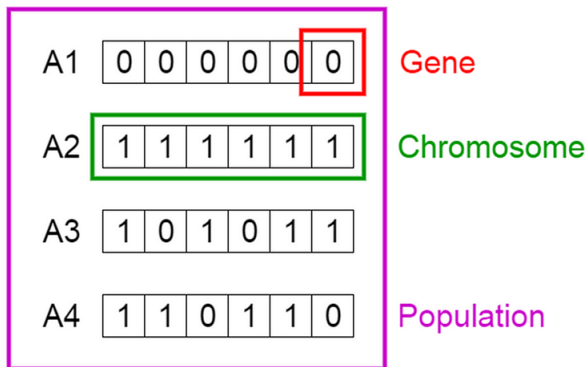 A1 0 0 0 0 0 0 Gene
A2 1 1 1 1 1 1 Chromosome
A3 1 0 1 0 1 1
A4 1 1 0 1 1 0 Population